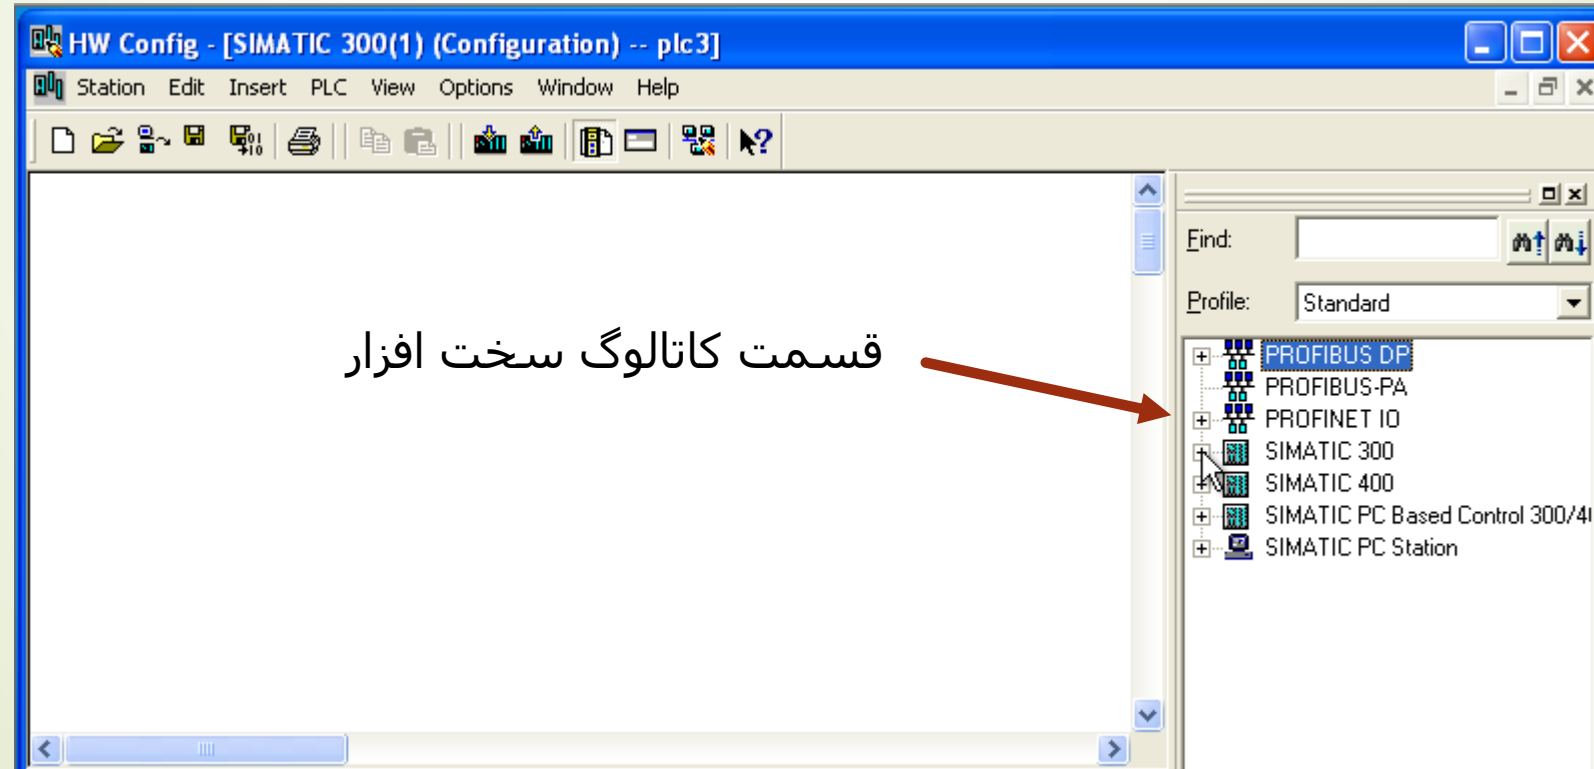 HW Config - [SIMATIC 300(1) (Configuration) -- plc3]
Station Edit Insert PLC View Options Window Help
Find:
Profile: Standard
قسمت کاتالوگ سخت افزار
PROFIBUS DP
PROFIBUS-PA
PROFINET IO
SIMATIC 300
SIMATIC 400
SIMATIC PC Based Control 300/4
SIMATIC PC Station